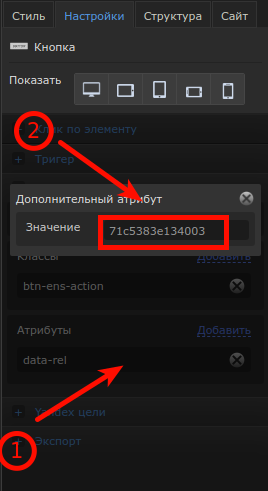 Стиль Настройки Структура Сайт
Кнопка
Показать
2
+ Клик по элементу
+ Тригер
Дополнительный атрибут
Значение 71c5383e134003
Классы Добавить
btn-ens-action
Атрибуты Добавить
data-rel
+ Yandex цели
1
+ Экспорт